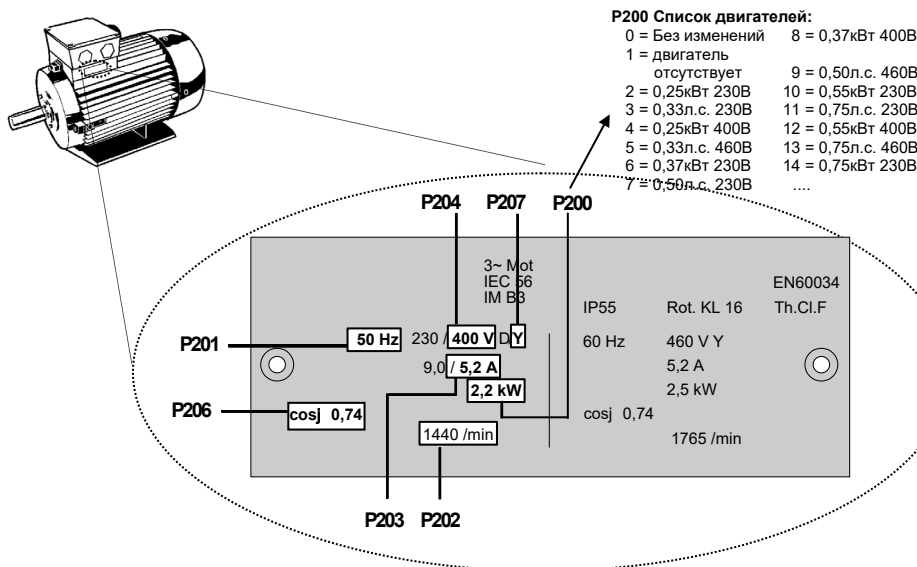 P200 Список двигателей:
0 = Без изменений 8 = 0,37кВт 400В
1 = двигатель
отсутствует 9 = 0,50л.с. 460В
2 = 0,25кВт 230В 10 = 0,55кВт 230В
3 = 0,33л.с. 230В 11 = 0,75л.с. 230В
4 = 0,25кВт 400В 12 = 0,55кВт 400В
5 = 0,33л.с. 460В 13 = 0,75л.с. 460В
6 = 0,37кВт 230В 14 = 0,75кВт 230В
7 = 0,50л.с. 230В ....
P204 P207 P200
3~ Mot
IEC 56
IM B3
EN60034
IP55 Rot. KL 16 Th.Cl.F
P201
50 Hz 230 / 400 V D Y 60 Hz 460 V Y
9,0 / 5,2 A 5,2 A
2,2 kW 2,5 kW
P206
cosj 0,74 cosj 0,74
1440 /min 1765 /min
P203 P202